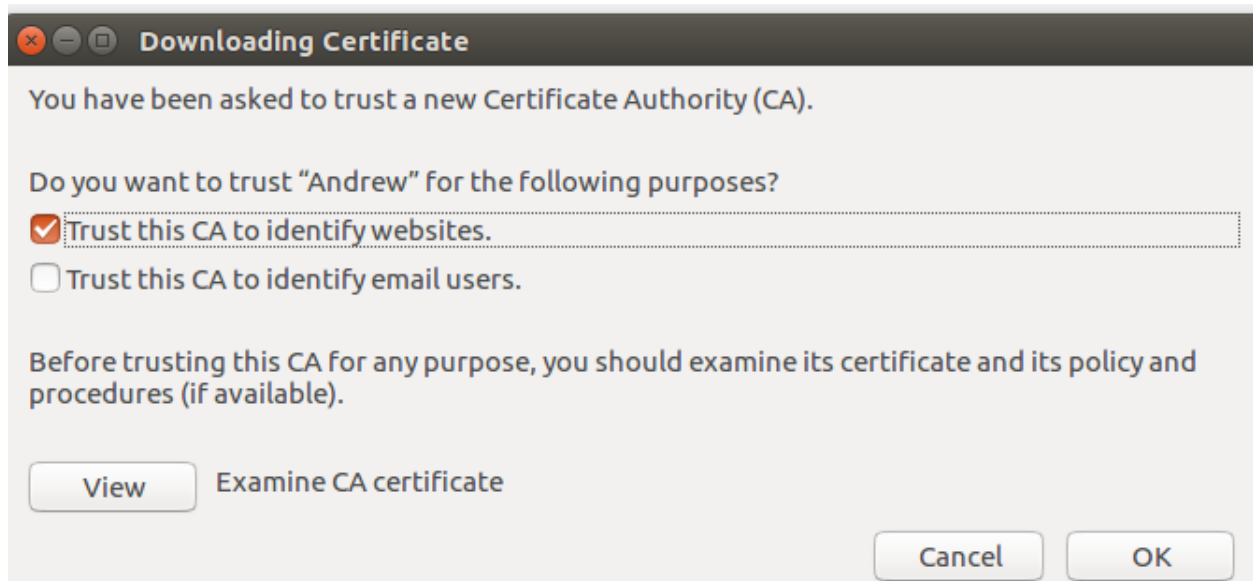 Downloading Certificate
You have been asked to trust a new Certificate Authority (CA).
Do you want to trust “Andrew” for the following purposes?
Trust this CA to identify websites.
Trust this CA to identify email users.
Before trusting this CA for any purpose, you should examine its certificate and its policy and
procedures (if available).
View Examine CA certificate
Cancel OK